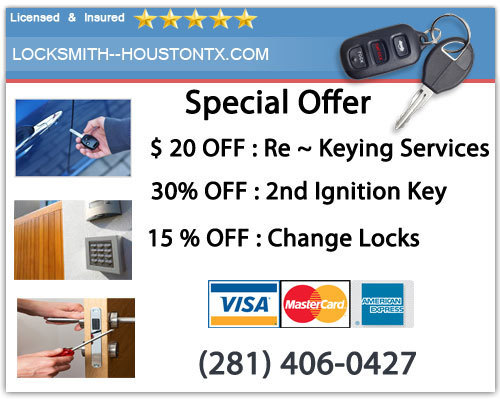 Licensed & Insured
LOCKSMITH--HOUSTONTX.COM
Special Offer
$ 20 OFF : Re ~ Keying Services
30% OFF : 2nd Ignition Key
15 % OFF : Change Locks
VISA MasterCard AMERICAN EXPRESS
(281) 406-0427